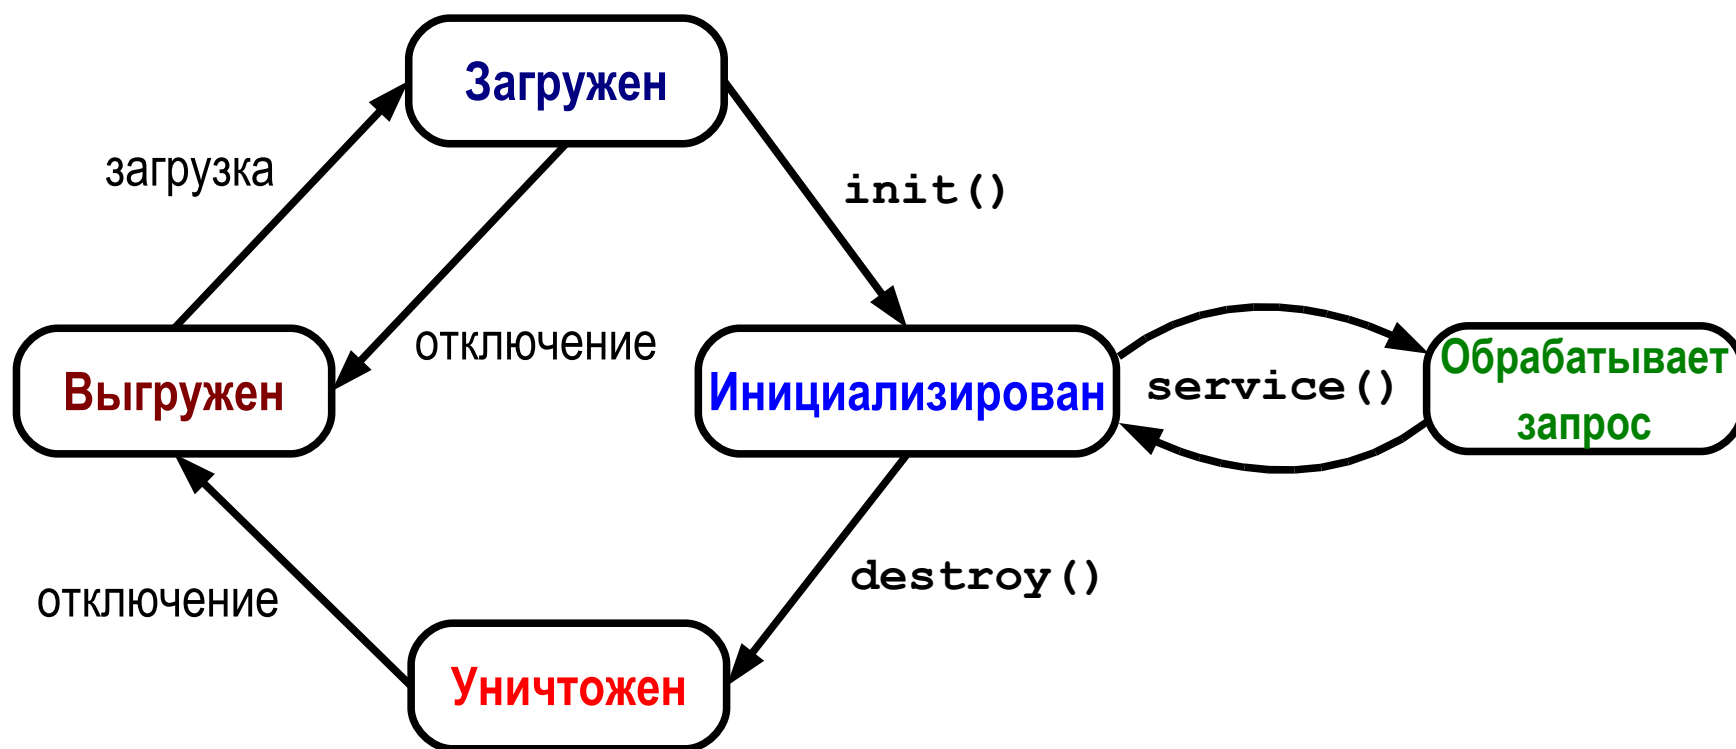 Загружен
загрузка
init()
отключение
Выгружен
Инициализирован
service()
Обрабатывает
запрос
destroy()
отключение
Уничтожен